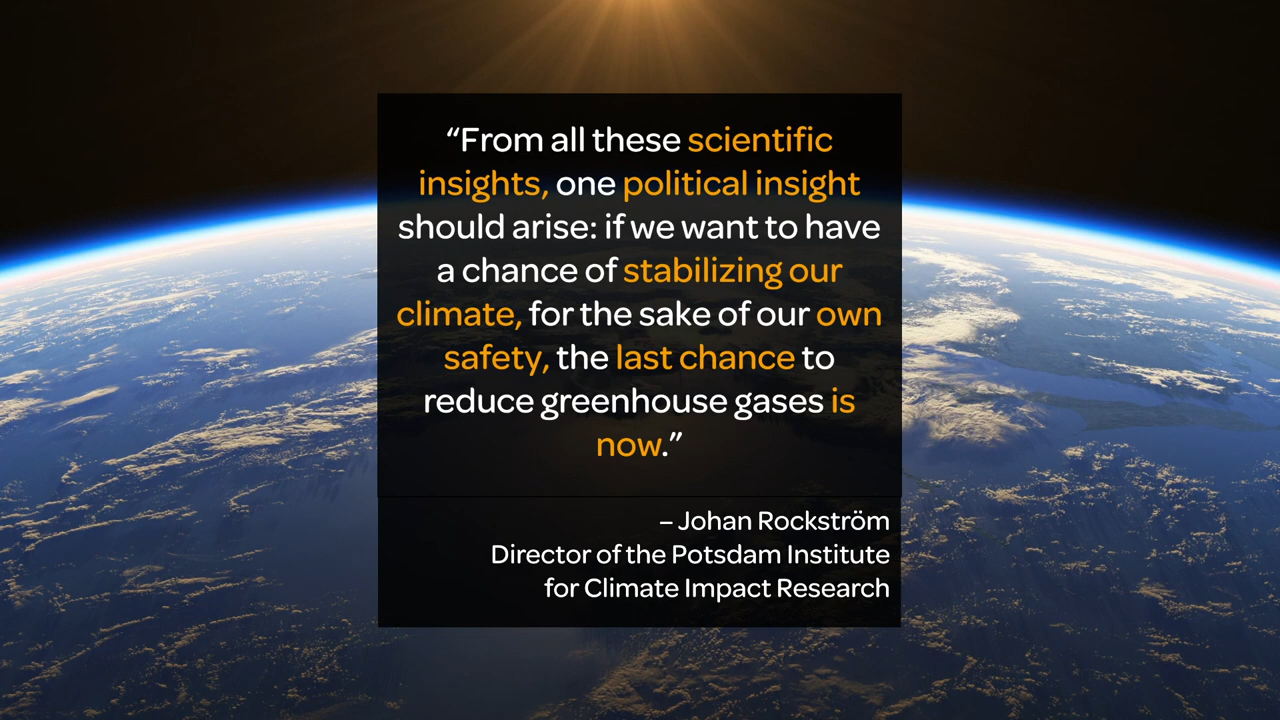 “From all these scientific
insights, one political insight
should arise: if we want to have
a chance of stabilizing our
climate, for the sake of our own
safety, the last chance to
reduce greenhouse gases is
now.”
– Johan Rockström
Director of the Potsdam Institute
for Climate Impact Research